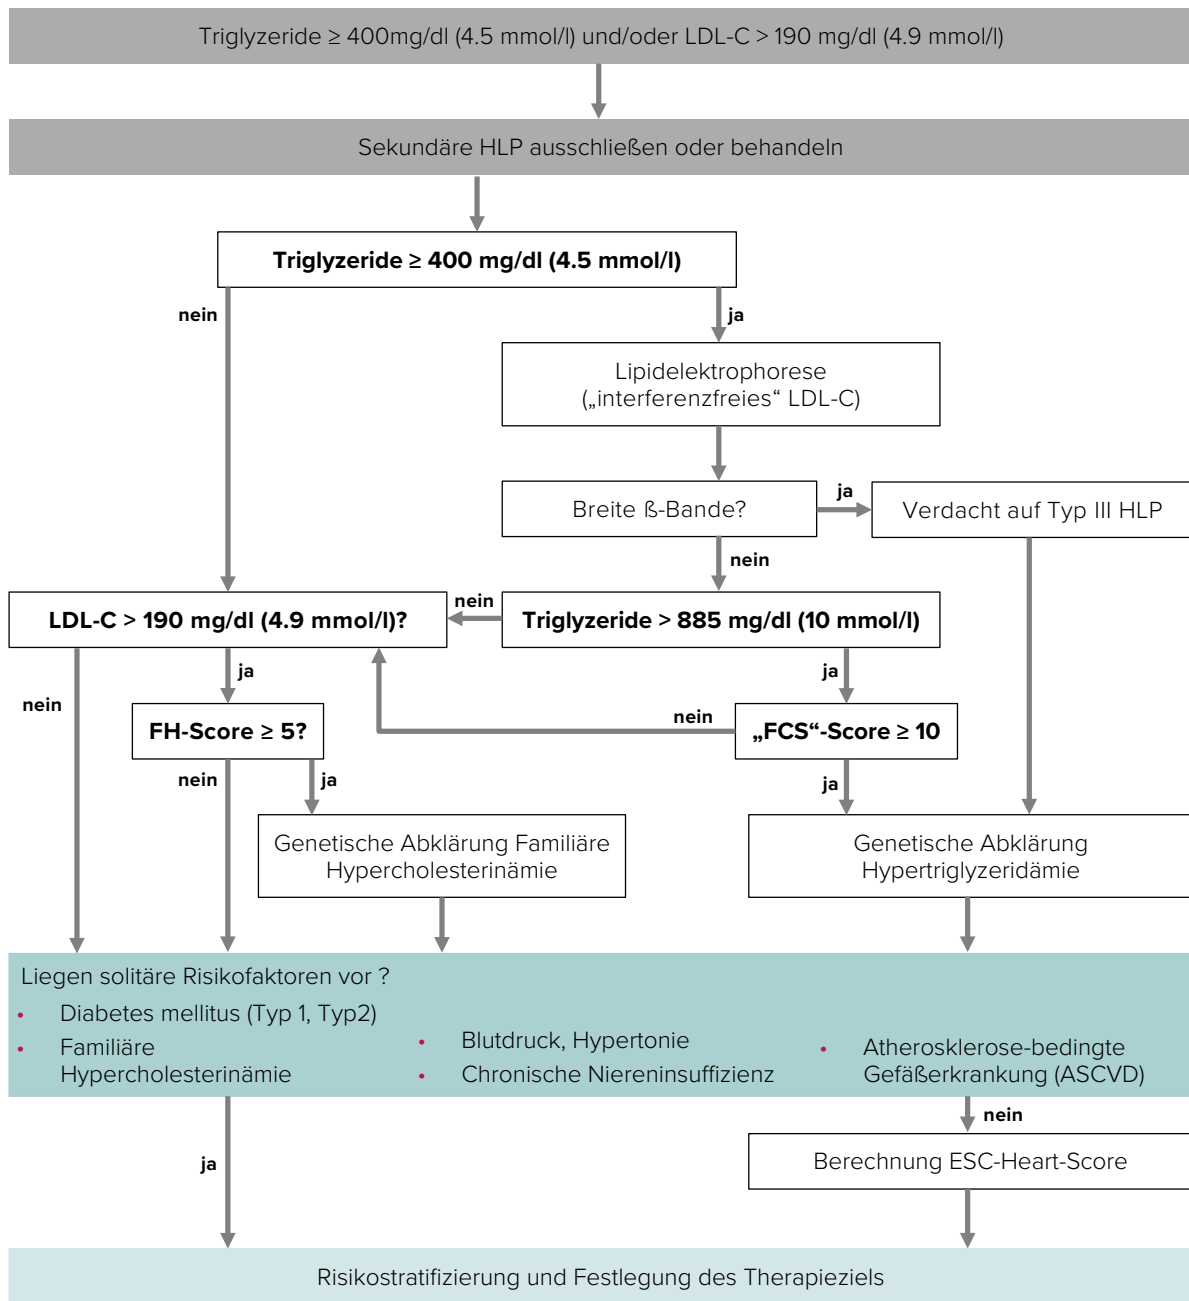 Triglyzeride ≥ 400mg/dl (4.5 mmol/l) und/oder LDL-C > 190 mg/dl (4.9 mmol/l)
Sekundäre HLP ausschließen oder behandeln
Triglyzeride ≥ 400 mg/dl (4.5 mmol/l)
nein
ja
Lipidelektrophorese
(„interferenzfreies“ LDL-C)
Breite ß-Bande?
ja
Verdacht auf Typ III HLP
nein
LDL-C > 190 mg/dl (4.9 mmol/l)?
nein
Triglyzeride > 885 mg/dl (10 mmol/l)
nein
ja
ja
FH-Score ≥ 5?
nein
„FCS“-Score ≥ 10
nein
ja
ja
Genetische Abklärung Familiäre
Hypercholesterinämie
Genetische Abklärung
Hypertriglyzeridämie
Liegen solitäre Risikofaktoren vor ?
• Diabetes mellitus (Typ 1, Typ2)
• Familiäre
Hypercholesterinämie
• Blutdruck, Hypertonie
• Chronische Niereninsuffizienz
• Atherosklerose-bedingte
Gefäßerkrankung (ASCVD)
nein
ja
Berechnung ESC-Heart-Score
Risikostratifizierung und Festlegung des Therapieziels